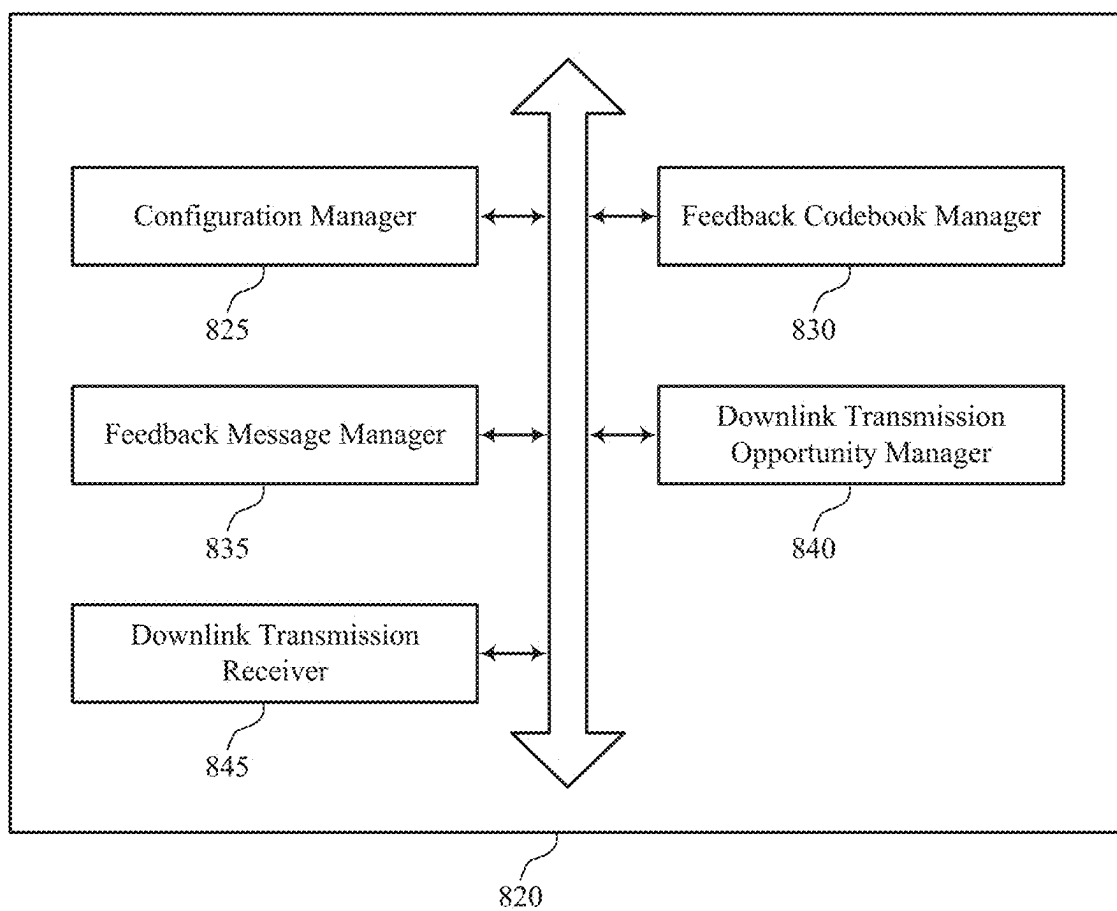 Configuration Manager
825
Feedback Codebook Manager
830
Feedback Message Manager
835
Downlink Transmission
Opportunity Manager
840
Downlink Transmission
Receiver
845
820